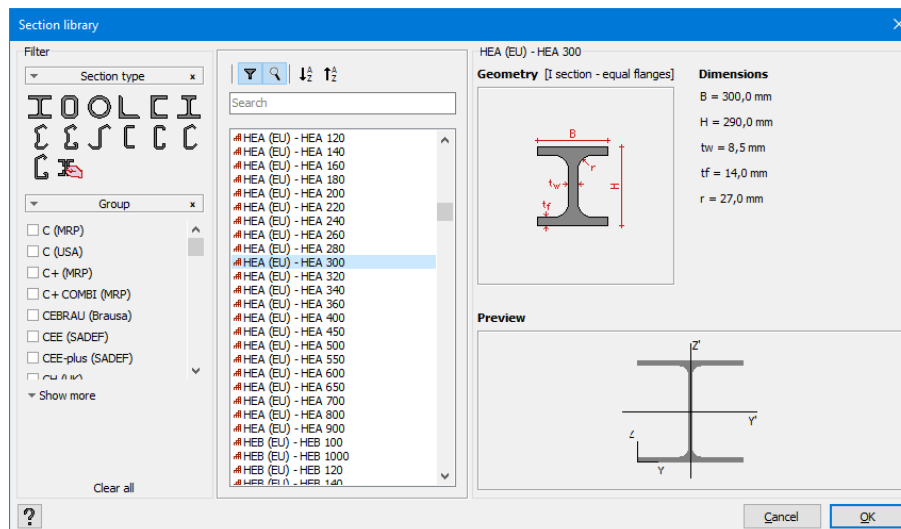 Section library
Filter
Section type x
Group x
C (MRP)
C (USA)
C+ (MRP)
C+ COMBI (MRP)
CEBRAU (Brausa)
CEE (SADEF)
CEE-plus (SADEF)
CH (UK)
Show more
Clear all
?
A
Z
A
Z
Search
HEA (EU) - HEA 120
HEA (EU) - HEA 140
HEA (EU) - HEA 160
HEA (EU) - HEA 180
HEA (EU) - HEA 200
HEA (EU) - HEA 220
HEA (EU) - HEA 240
HEA (EU) - HEA 260
HEA (EU) - HEA 280
HEA (EU) - HEA 300
HEA (EU) - HEA 320
HEA (EU) - HEA 340
HEA (EU) - HEA 360
HEA (EU) - HEA 400
HEA (EU) - HEA 450
HEA (EU) - HEA 500
HEA (EU) - HEA 550
HEA (EU) - HEA 600
HEA (EU) - HEA 650
HEA (EU) - HEA 700
HEA (EU) - HEA 800
HEA (EU) - HEA 900
HEB (EU) - HEB 100
HEB (EU) - HEB 1000
HEB (EU) - HEB 120
HEB (EU) - HEB 140
HEA (EU) - HEA 300
Geometry [I section - equal flanges]
B
r
tw
H
tf
Dimensions
B = 300,0 mm
H = 290,0 mm
tw = 8,5 mm
tf = 14,0 mm
r = 27,0 mm
Preview
Z'
Y'
Z
Y
Cancel
OK